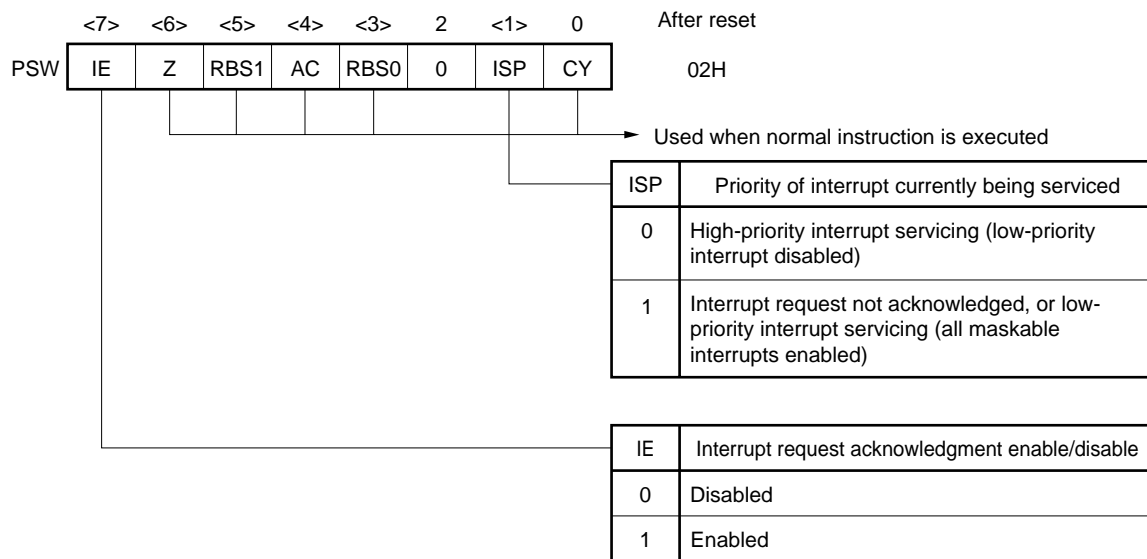 <7> <6> <5> <4> <3> 2 <1> 0 After reset
PSW IE Z RBS1 AC RBS0 0 ISP CY 02H
Used when normal instruction is executed
ISP Priority of interrupt currently being serviced
0 High-priority interrupt servicing (low-priority
interrupt disabled)
1 Interrupt request not acknowledged, or low-
priority interrupt servicing (all maskable
interrupts enabled)
IE Interrupt request acknowledgment enable/disable
0 Disabled
1 Enabled